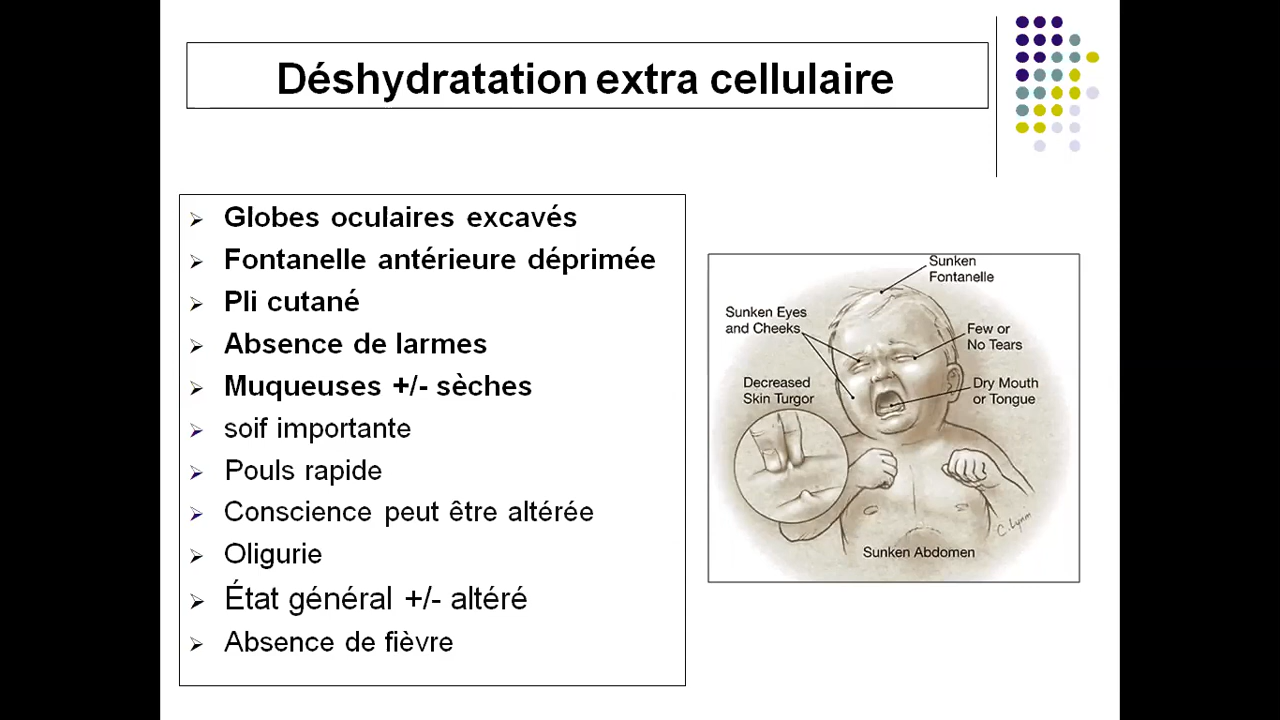 Déshydratation extra cellulaire
Globes oculaires excavés
Fontanelle antérieure déprimée
Pli cutané
Absence de larmes
Muqueuses +/- sèches
soif importante
Pouls rapide
Conscience peut être altérée
Oligurie
État général +/- altéré
Absence de fièvre
Sunken
Fontanelle
Sunken Eyes
and Cheeks
Few or
No Tears
Decreased
Skin Turgor
Dry Mouth
or Tongue
C. Lynm
Sunken Abdomen